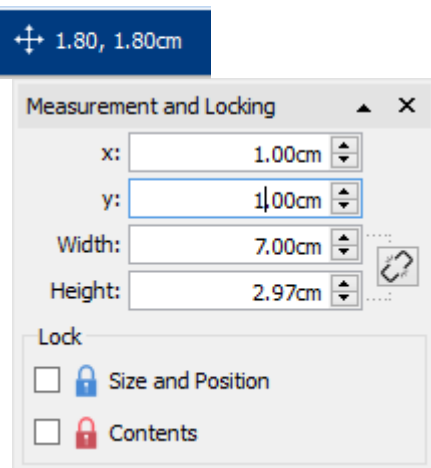 1.80, 1.80cm
Measurement and Locking
x: 1.00cm
y: 1.00cm
Width: 7.00cm
Height: 2.97cm
Lock
Size and Position
Contents